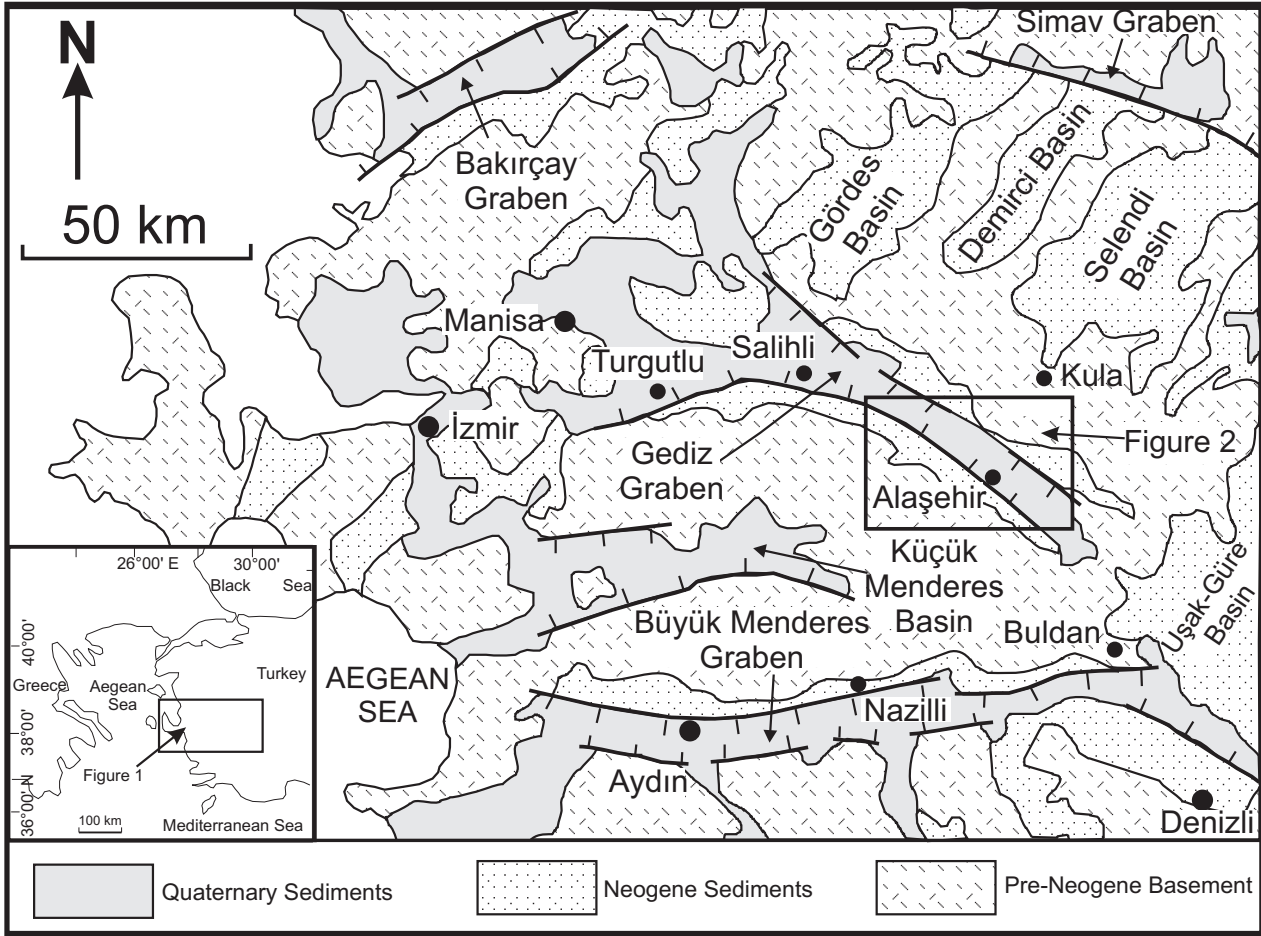 N
50 km
Simav Graben
Bakırçay
Graben
Gördes
Basin
Demirci Basin
Selendi
Basin
Manisa
Turgutlu
Salihli
Kula
İzmir
Gediz
Graben
Figure 2
Alaşehir
Küçük
Menderes
Basin
Büyük Menderes
Graben
Buldan
Uşak-Güre
Basin
AEGEAN
SEA
Nazilli
Aydın
Denizli
26°00' E
30°00'
Black Sea
40°00'
Greece
Aegean
Sea
Turkey
38°00'
Figure 1
36°00' N
100 km
Mediterranean Sea
Quaternary Sediments
Neogene Sediments
Pre-Neogene Basement